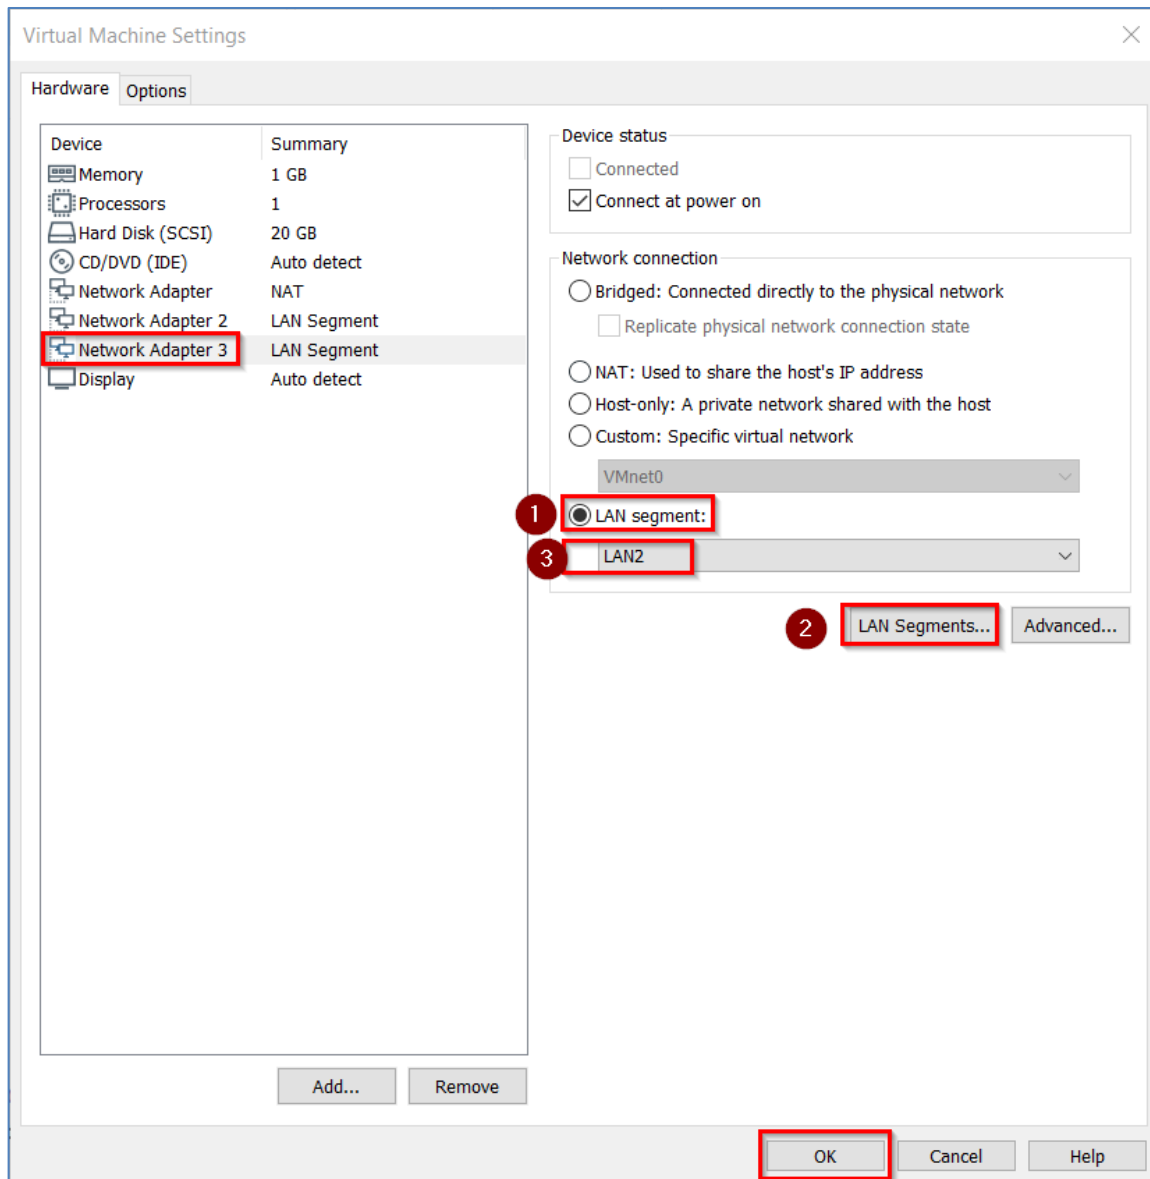 Virtual Machine Settings
Hardware Options
Device Summary
Memory 1 GB
Processors 1
Hard Disk (SCSI) 20 GB
CD/DVD (IDE) Auto detect
Network Adapter NAT
Network Adapter 2 LAN Segment
Network Adapter 3 LAN Segment
Display Auto detect
Add... Remove
Device status
Connected
Connect at power on
Network connection
Bridged: Connected directly to the physical network
Replicate physical network connection state
NAT: Used to share the host's IP address
Host-only: A private network shared with the host
Custom: Specific virtual network
VMnet0
1 LAN segment:
3 LAN2
2 LAN Segments... Advanced...
OK Cancel Help